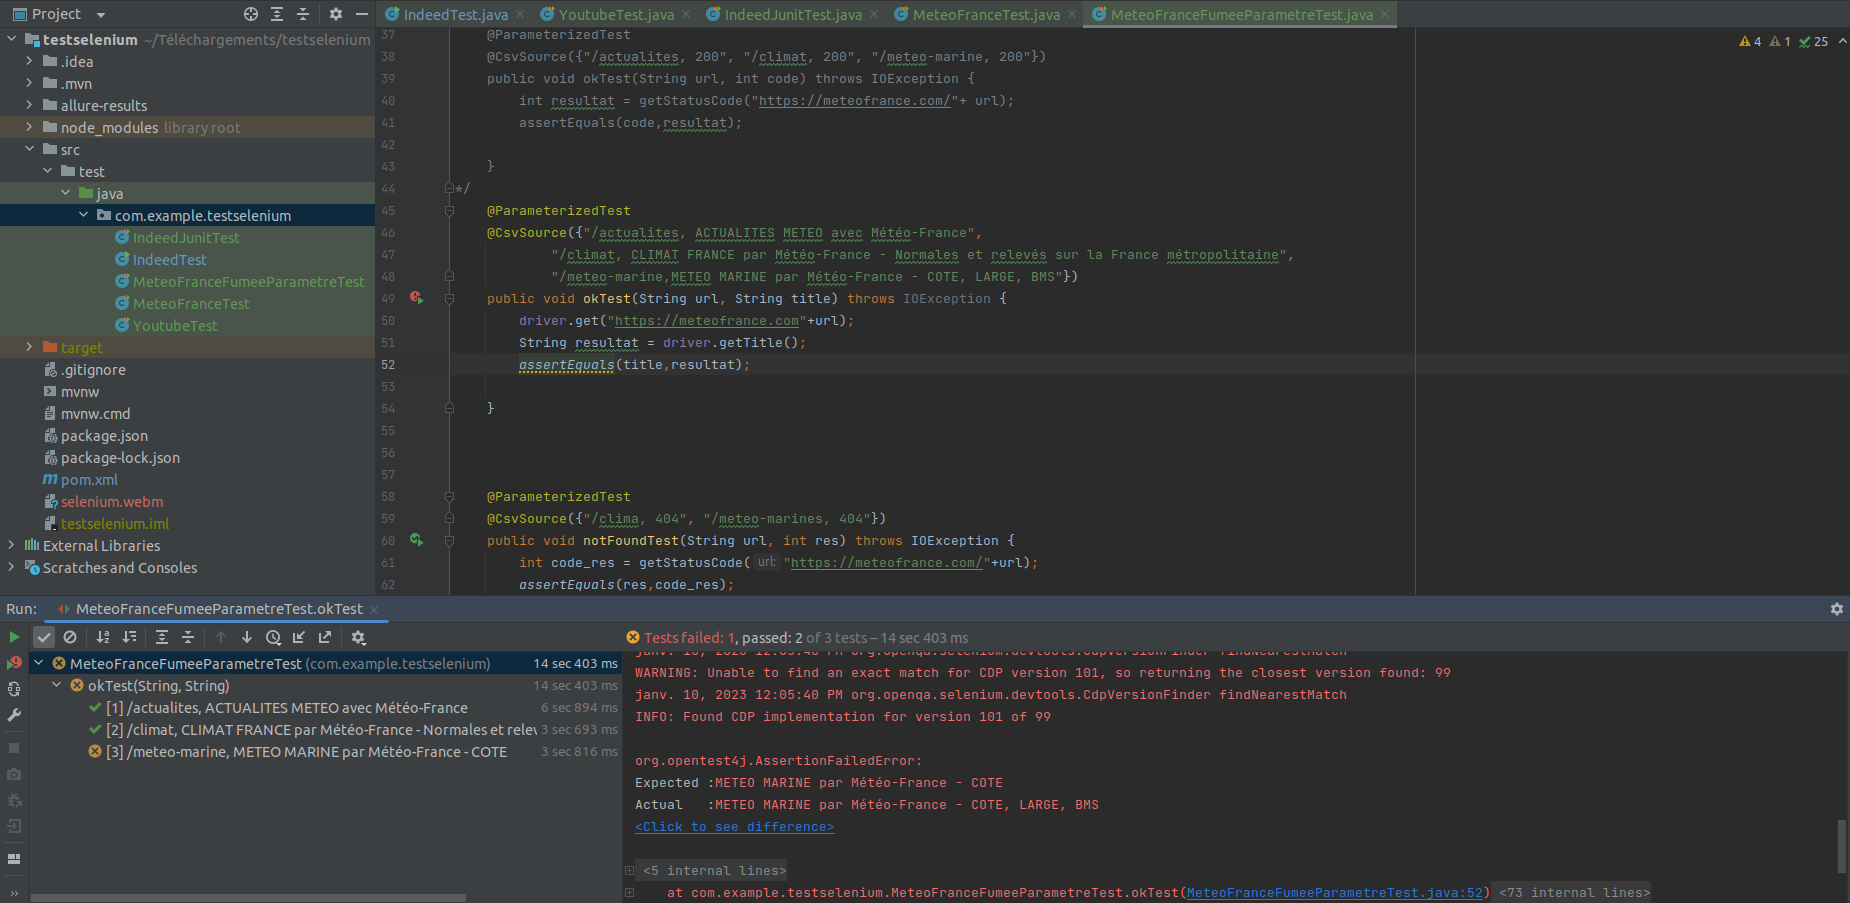 Project
IndeedTest.java
YoutubeTest.java
IndeedJunitTest.java
MeteoFranceTest.java
MeteoFranceFumeeParametreTest.java
testselenium ~/Téléchargements/testselenium
.idea
.mvn
allure-results
node_modules library root
src
test
java
com.example.testselenium
IndeedJunitTest
IndeedTest
MeteoFranceFumeeParametreTest
MeteoFranceTest
YoutubeTest
target
.gitignore
mvnw
mvnw.cmd
package.json
package-lock.json
pom.xml
selenium.webm
testselenium.iml
External Libraries
Scratches and Consoles
4 1 25
37 @ParameterizedTest
38 @CsvSource({"/actualites, 200", "/climat, 200", "/meteo-marine, 200"})
39 public void okTest(String url, int code) throws IOException {
40 int resultat = getStatusCode("https://meteofrance.com/"+ url);
41 assertEquals(code,resultat);
42
43 }
44 */
45 @ParameterizedTest
46 @CsvSource({"/actualites, ACTUALITES METEO avec Météo-France",
47 "/climat, CLIMAT FRANCE par Météo-France - Normales et relevés sur la France métropolitaine",
48 "/meteo-marine,METEO MARINE par Météo-France - COTE, LARGE, BMS"})
49 public void okTest(String url, String title) throws IOException {
50 driver.get("https://meteofrance.com"+url);
51 String resultat = driver.getTitle();
52 assertEquals(title,resultat);
53
54 }
55
56
57
58 @ParameterizedTest
59 @CsvSource({"/clima, 404", "/meteo-marines, 404"})
60 public void notFoundTest(String url, int res) throws IOException {
61 int code_res = getStatusCode( url: "https://meteofrance.com/"+url);
62 assertEquals(res,code_res);
Run: MeteoFranceFumeeParametreTest.okTest
Tests failed: 1, passed: 2 of 3 tests – 14 sec 403 ms
MeteoFranceFumeeParametreTest (com.example.testselenium) 14 sec 403 ms
okTest(String, String) 14 sec 403 ms
[1] /actualites, ACTUALITES METEO avec Météo-France 6 sec 894 ms
[2] /climat, CLIMAT FRANCE par Météo-France - Normales et relev 3 sec 693 ms
[3] /meteo-marine, METEO MARINE par Météo-France - COTE 3 sec 816 ms
janv. 10, 2023 12:05:40 PM org.openqa.selenium.devtools.CdpVersionFinder findNearestMatch
WARNING: Unable to find an exact match for CDP version 101, so returning the closest version found: 99
janv. 10, 2023 12:05:40 PM org.openqa.selenium.devtools.CdpVersionFinder findNearestMatch
INFO: Found CDP implementation for version 101 of 99
org.opentest4j.AssertionFailedError:
Expected :METEO MARINE par Météo-France - COTE
Actual   :METEO MARINE par Météo-France - COTE, LARGE, BMS
<Click to see difference>
<5 internal lines>
at com.example.testselenium.MeteoFranceFumeeParametreTest.okTest(MeteoFranceFumeeParametreTest.java:52) <73 internal lines>